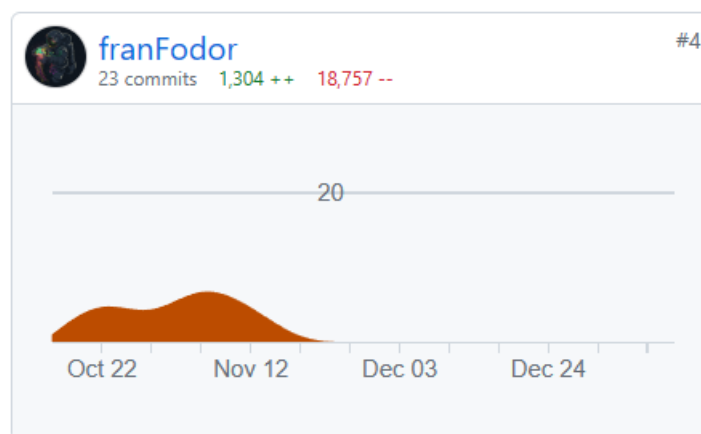 franFodor
#4
23 commits 1,304 ++ 18,757 --
20
Oct 22 Nov 12 Dec 03 Dec 24